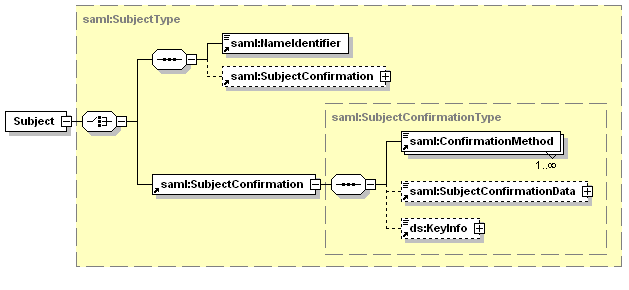 saml:SubjectType
saml:NameIdentifier
saml:SubjectConfirmation
Subject
saml:SubjectConfirmation
saml:SubjectConfirmationType
saml:ConfirmationMethod
1..∞
saml:SubjectConfirmationData
ds:KeyInfo